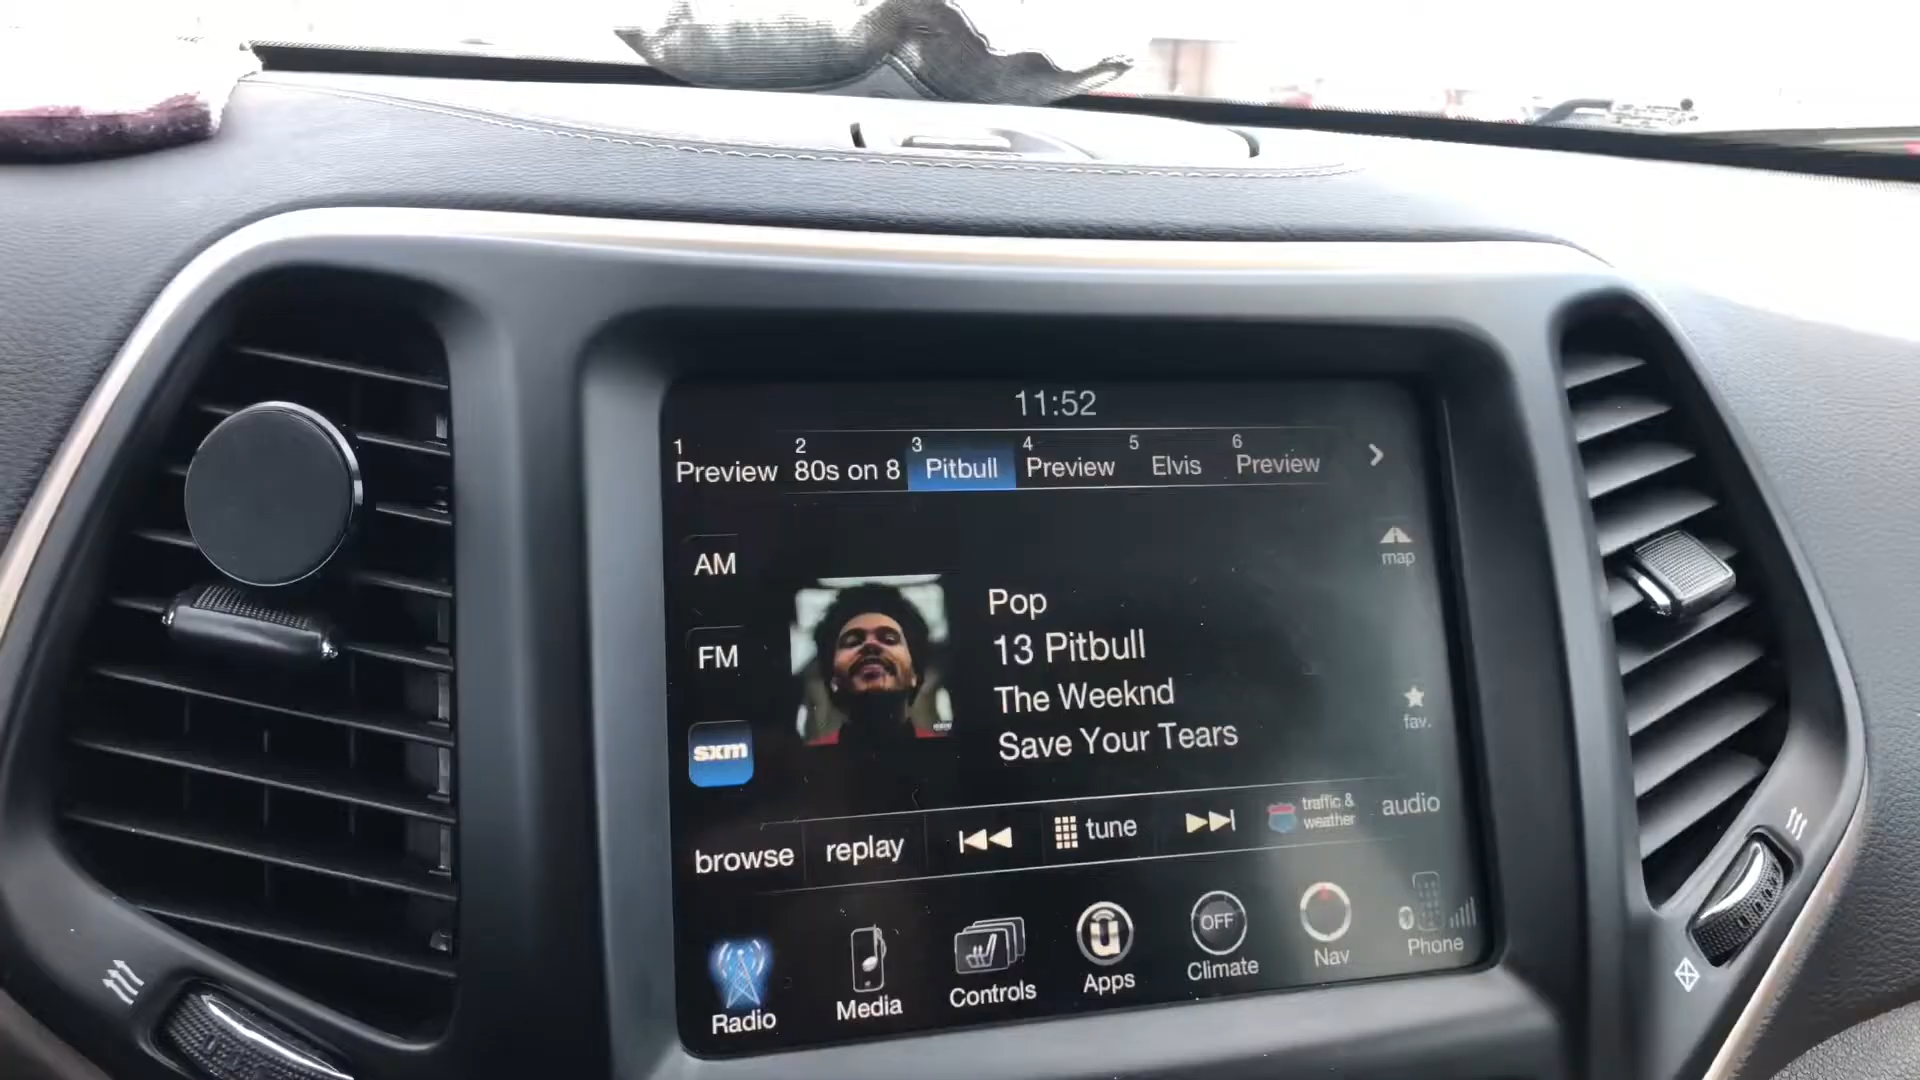 11:52
1 2 3 4 5 6
Preview 80s on 8 Pitbull Preview Elvis Preview
map
AM
Pop
FM
13 Pitbull
The Weeknd
fav.
sxm
Save Your Tears
browse replay tune traffic & weather audio
OFF
Radio Media Controls Apps Climate Nav Phone